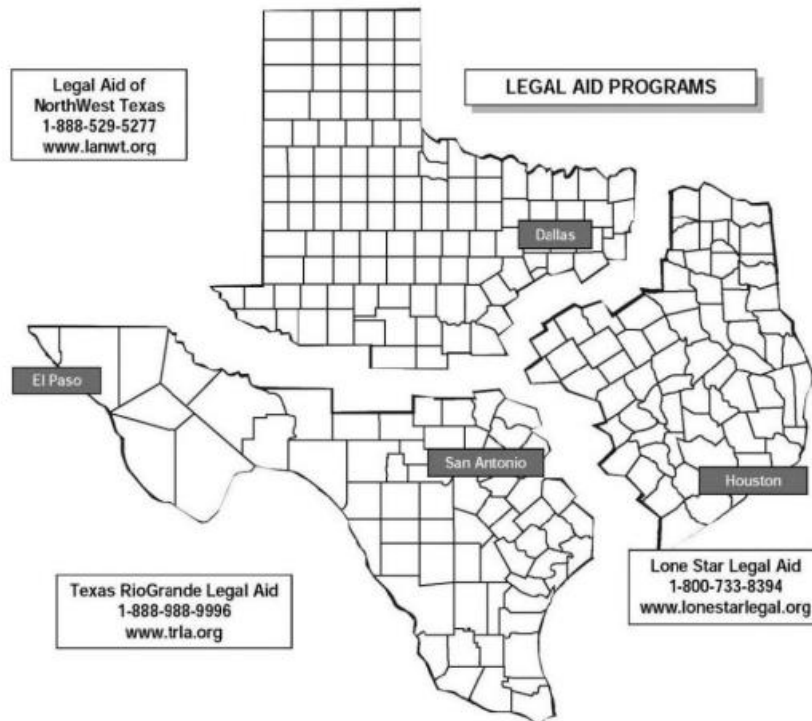 Legal Aid of
NorthWest Texas
1-888-529-5277
www.lanwt.org
LEGAL AID PROGRAMS
Dallas
El Paso
San Antonio
Houston
Texas RioGrande Legal Aid
1-888-988-9996
www.trla.org
Lone Star Legal Aid
1-800-733-8394
www.lonestarlegal.org